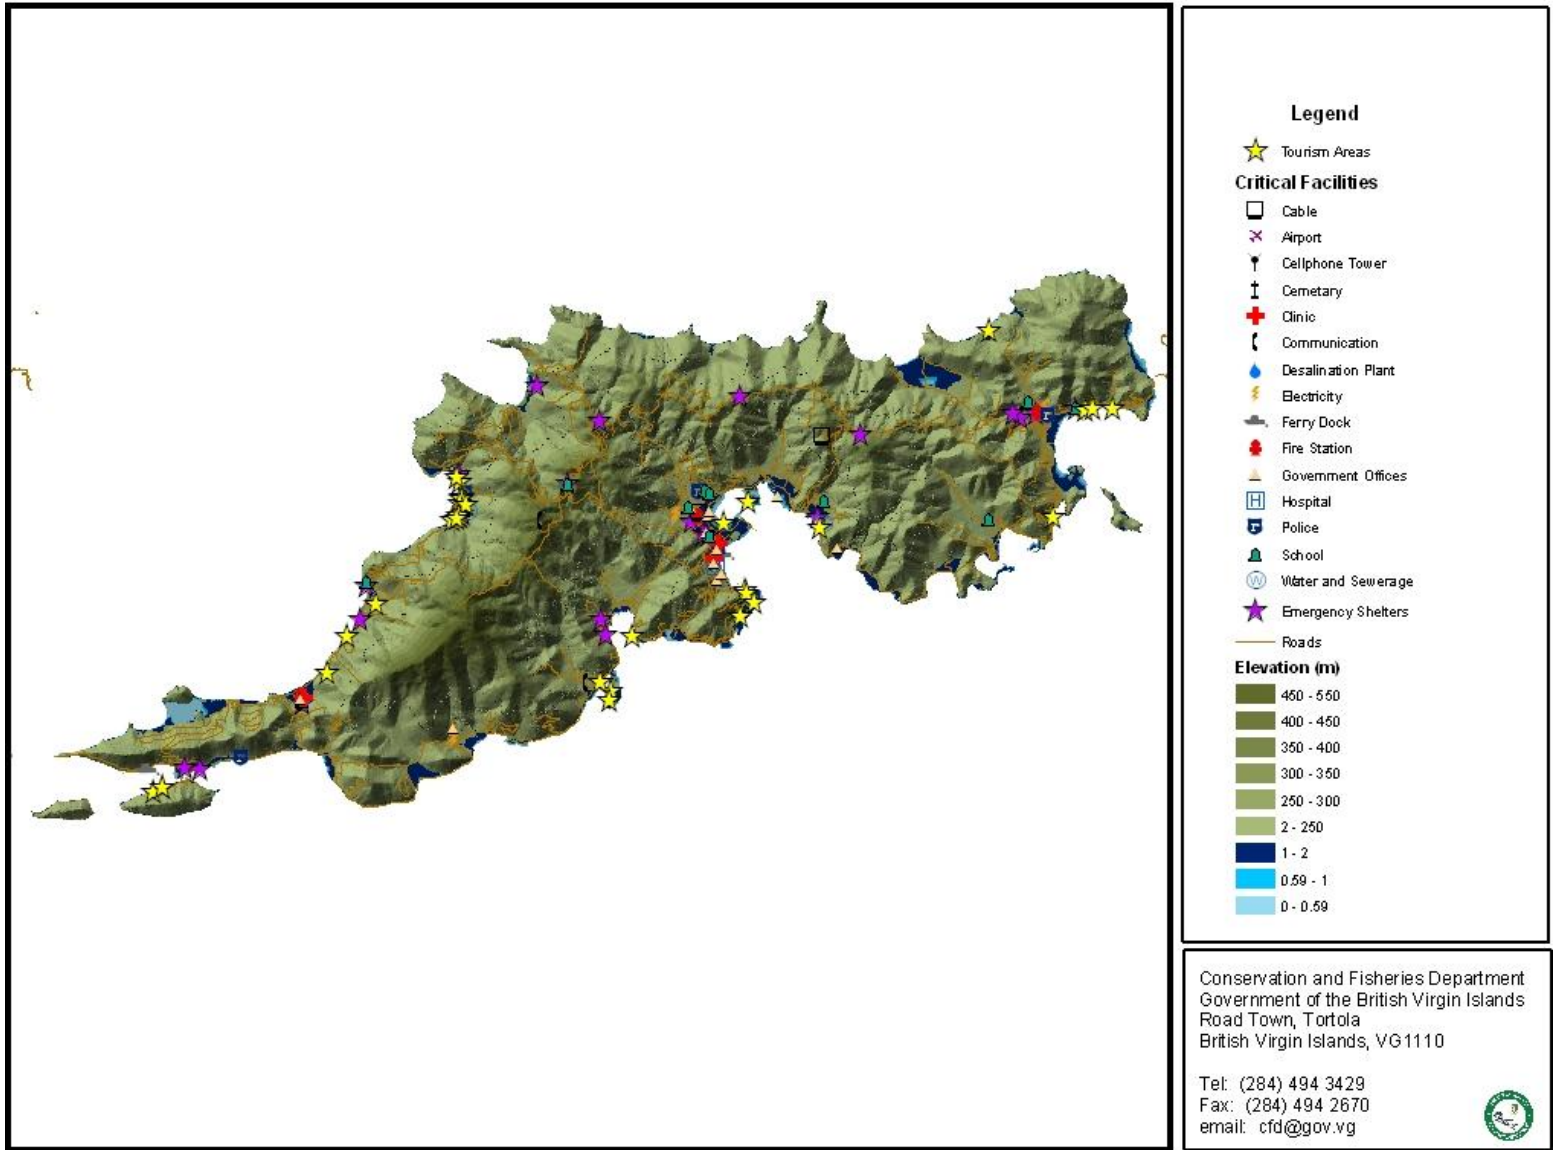 Legend
Tourism Areas
Critical Facilities
Cable
Airport
Cellphone Tower
Cemetary
Clinic
Communication
Desalination Plant
Electricity
Ferry Dock
Fire Station
Government Offices
H Hospital
Police
School
W Water and Sewerage
Emergency Shelters
Roads
Elevation (m)
450 - 550
400 - 450
350 - 400
300 - 350
250 - 300
2 - 250
1 - 2
0.59 - 1
0 - 0.59
Conservation and Fisheries Department
Government of the British Virgin Islands
Road Town, Tortola
British Virgin Islands, VG1110
Tel: (284) 494 3429
Fax: (284) 494 2670
email: cfd@gov.vg